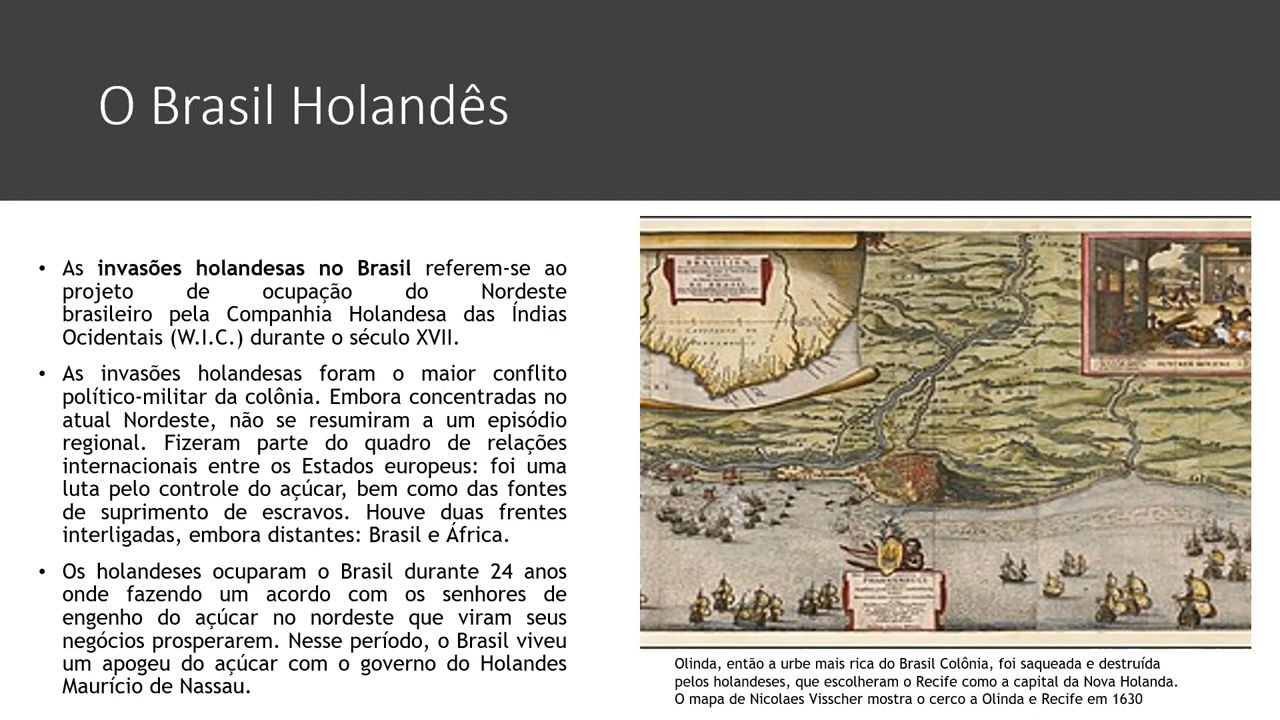 O Brasil Holandês
• As invasões holandesas no Brasil referem-se ao
projeto de ocupação do Nordeste
brasileiro pela Companhia Holandesa das Índias
Ocidentais (W.I.C.) durante o século XVII.
• As invasões holandesas foram o maior conflito
político-militar da colônia. Embora concentradas no
atual Nordeste, não se resumiram a um episódio
regional. Fizeram parte do quadro de relações
internacionais entre os Estados europeus: foi uma
luta pelo controle do açúcar, bem como das fontes
de suprimento de escravos. Houve duas frentes
interligadas, embora distantes: Brasil e África.
• Os holandeses ocuparam o Brasil durante 24 anos
onde fazendo um acordo com os senhores de
engenho do açúcar no nordeste que viram seus
negócios prosperarem. Nesse período, o Brasil viveu
um apogeu do açúcar com o governo do Holandes
Maurício de Nassau.
Olinda, então a urbe mais rica do Brasil Colônia, foi saqueada e destruída
pelos holandeses, que escolheram o Recife como a capital da Nova Holanda.
O mapa de Nicolaes Visscher mostra o cerco a Olinda e Recife em 1630